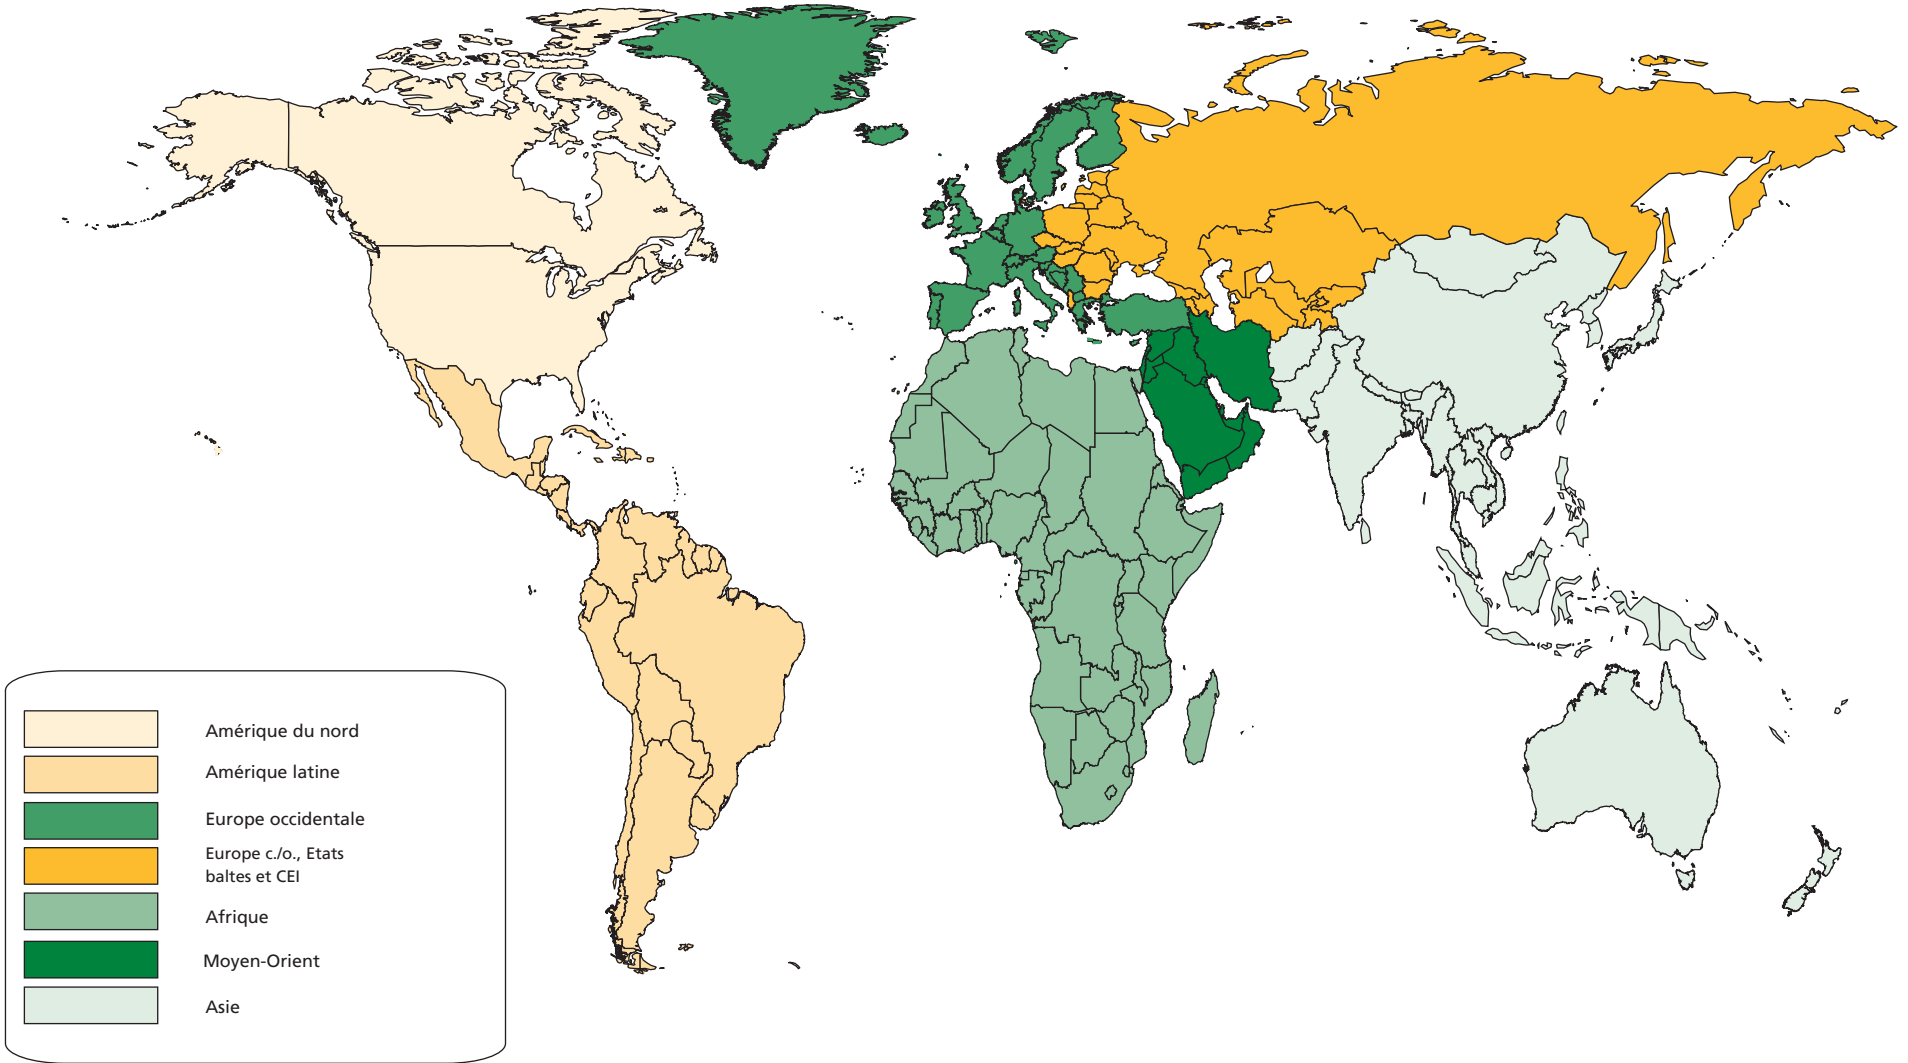 Amérique du nord
Amérique latine
Europe occidentale
Europe c./o., Etats
baltes et CEI
Afrique
Moyen-Orient
Asie